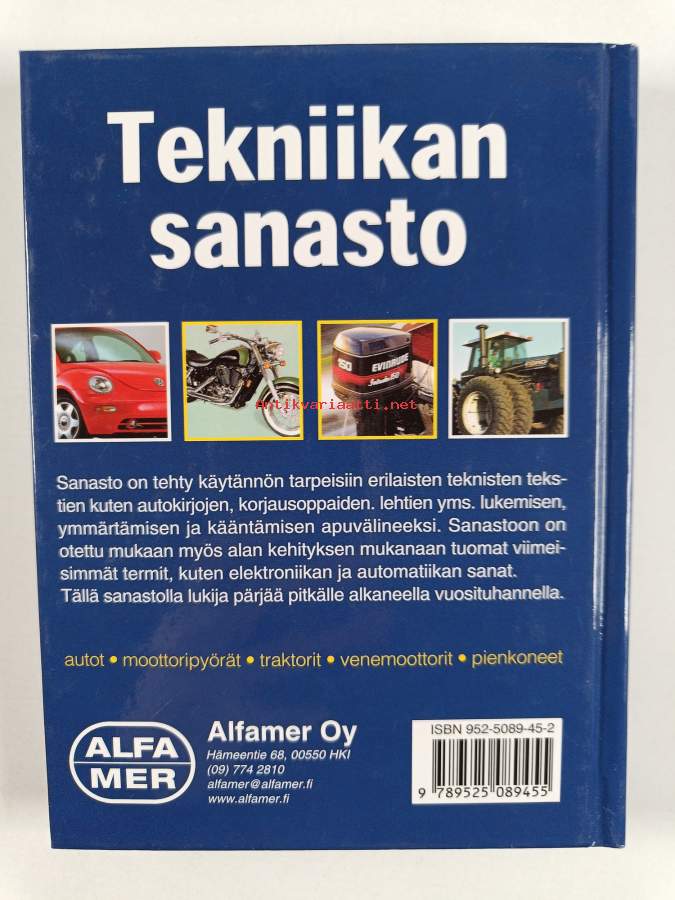 Tekniikan
sanasto
150
EVINRUDE
Intruder 150
Antikvariaatti.net
Sanasto on tehty käytännön tarpeisiin erilaisten teknisten teks-
tien kuten autokirjojen, korjausoppaiden. lehtien yms. lukemisen,
ymmärtämisen ja kääntämisen apuvälineeksi. Sanastoon on
otettu mukaan myös alan kehityksen mukanaan tuomat viimei-
simmät termit, kuten elektroniikan ja automatiikan sanat.
Tällä sanastolla lukija pärjää pitkälle alkaneella vuosituhannella.
autot • moottoripyörät • traktorit • venemoottorit • pienkoneet
ALFA
MER
Alfamer Oy
Hämeentie 68, 00550 HKI
(09) 774 2810
alfamer@alfamer.fi
www.alfamer.fi
ISBN 952-5089-45-2
9 789525 089455